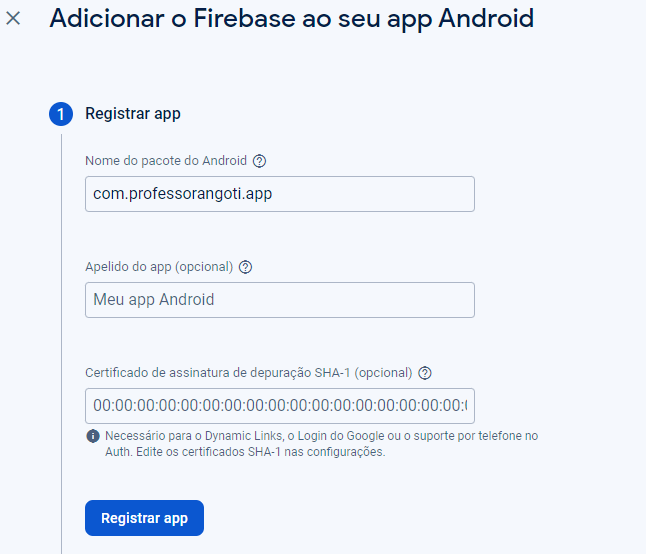 Adicionar o Firebase ao seu app Android
1 Registrar app
Nome do pacote do Android
com.professorangoti.app
Apelido do app (opcional)
Meu app Android
Certificado de assinatura de depuração SHA-1 (opcional)
00:00:00:00:00:00:00:00:00:00:00:00:00:00:00:00:00:(
Necessário para o Dynamic Links, o Login do Google ou o suporte por telefone no
Auth. Edite os certificados SHA-1 nas configurações.
Registrar app